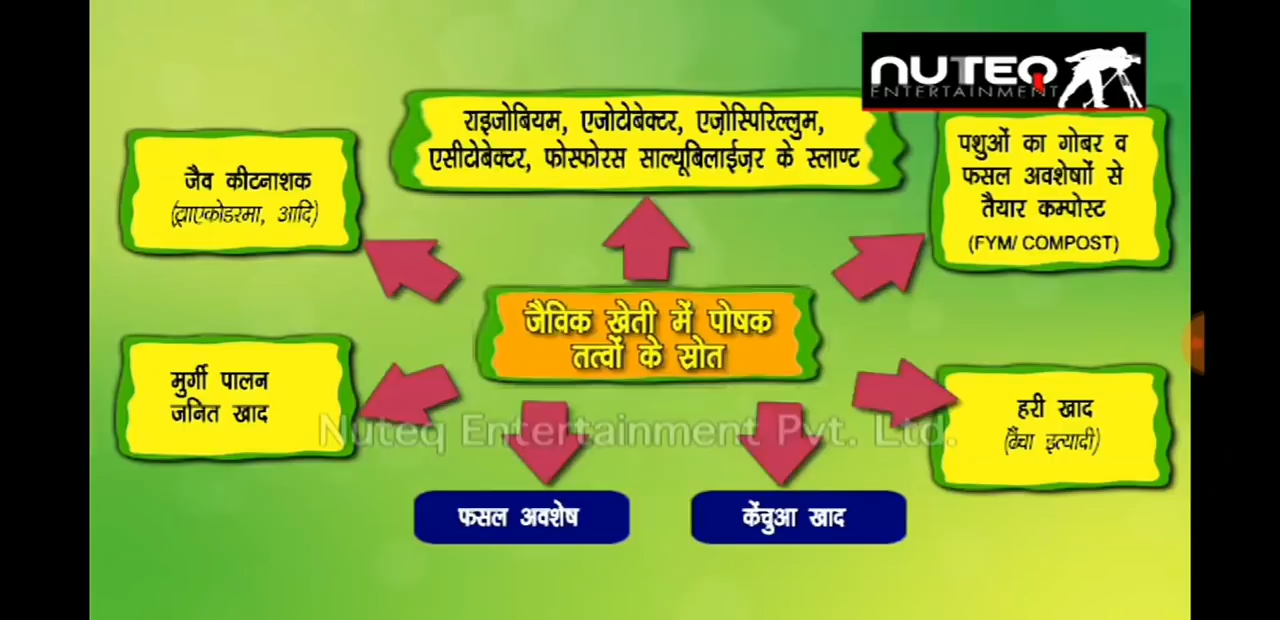 NUTEQ
ENTERTAINMENT
राइजोबियम, एजोटोबेक्टर, एज़ोस्पिरिल्लुम,
एसीटोबेक्टर, फोस्फोरस साल्यूबिलाईज़र के स्लाण्ट
पशुओं का गोबर व
फसल अवशेषों से
तैयार कम्पोस्ट
(FYM/ COMPOST)
जैव कीटनाशक
(ट्राएकोडरमा, आदि)
जैविक खेती में पोषक
तत्वों के स्रोत
मुर्गी पालन
जनित खाद
हरी खाद
(ढैंचा इत्यादी)
Nuteq Entertainment Pvt. Ltd.
फसल अवशेष
केंचुआ खाद